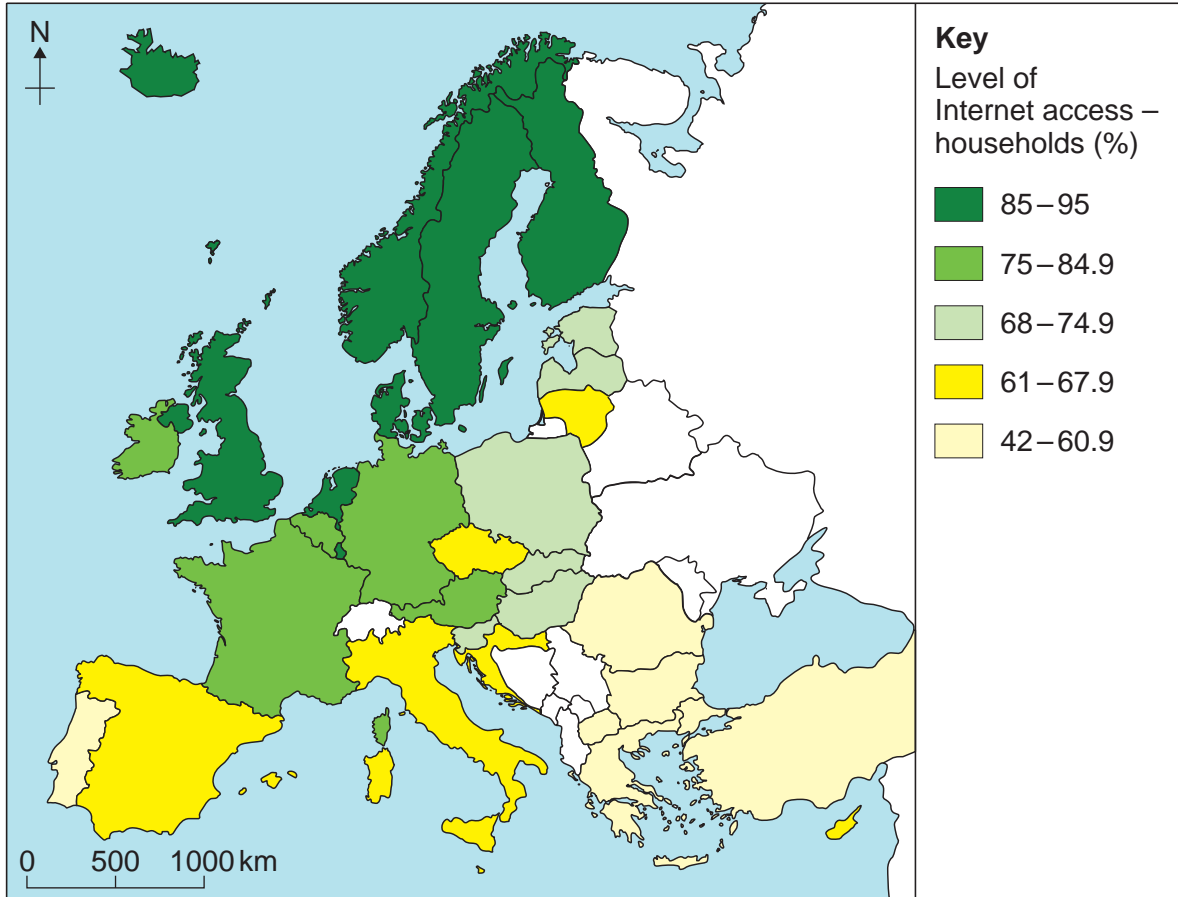 N
Key
Level of
Internet access –
households (%)
85–95
75–84.9
68–74.9
61–67.9
42–60.9
0 500 1000 km